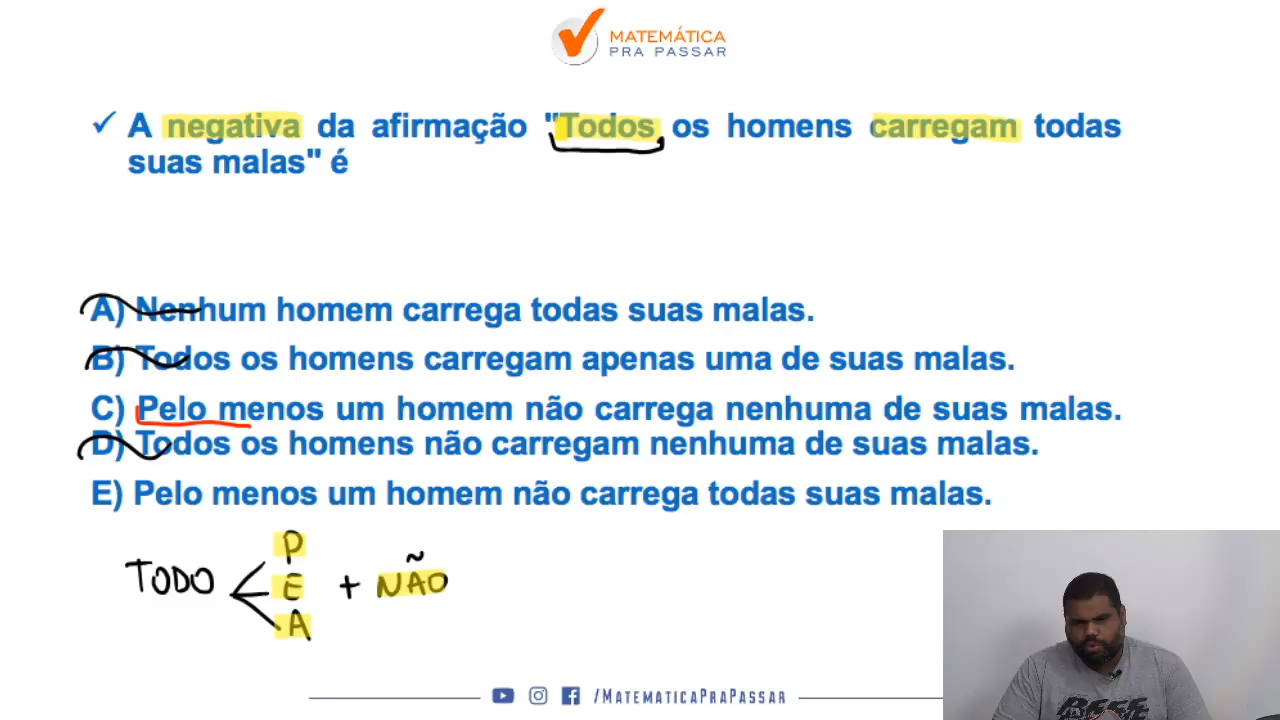 MATEMÁTICA
PRA PASSAR
✓ A negativa da afirmação "Todos os homens carregam todas
suas malas" é
A) Nenhum homem carrega todas suas malas.
B) Todos os homens carregam apenas uma de suas malas.
C) Pelo menos um homem não carrega nenhuma de suas malas.
D) Todos os homens não carregam nenhuma de suas malas.
E) Pelo menos um homem não carrega todas suas malas.
P
TODO E + NÃO
A
/MATEMATICAPRAPASSAR